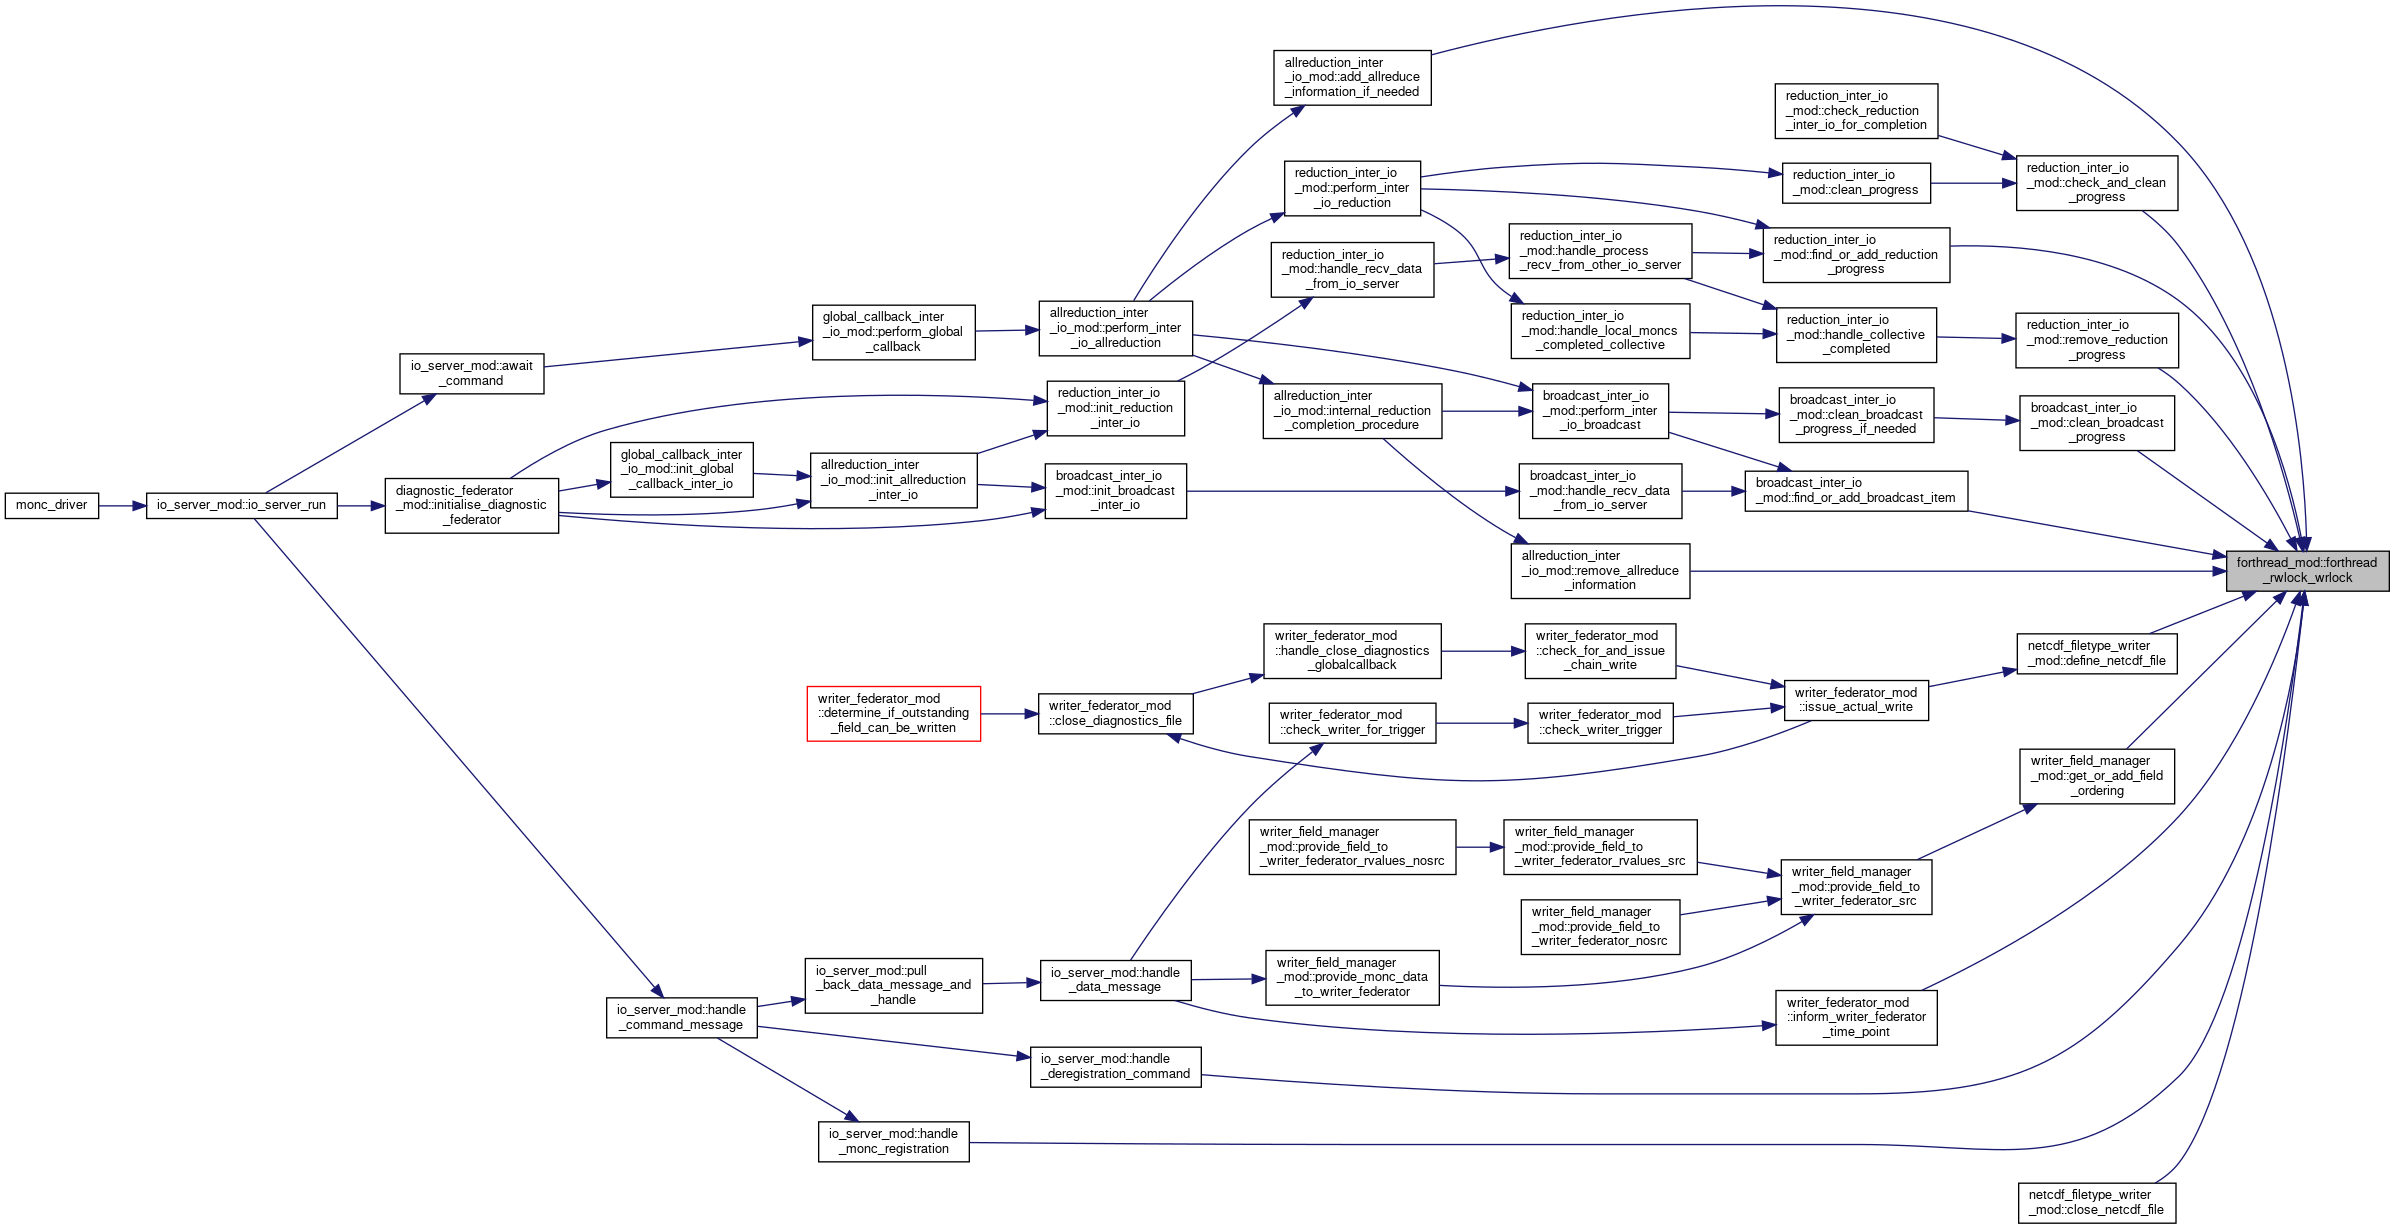 allreduction_inter
_io_mod::add_allreduce
_information_if_needed
reduction_inter_io
_mod::check_reduction
_inter_io_for_completion
reduction_inter_io
_mod::perform_inter
_io_reduction
reduction_inter_io
_mod::clean_progress
reduction_inter_io
_mod::check_and_clean
_progress
reduction_inter_io
_mod::handle_process
_recv_from_other_io_server
reduction_inter_io
_mod::find_or_add_reduction
_progress
reduction_inter_io
_mod::handle_recv_data
_from_io_server
global_callback_inter
_io_mod::perform_global
_callback
allreduction_inter
_io_mod::perform_inter
_io_allreduction
reduction_inter_io
_mod::handle_local_moncs
_completed_collective
reduction_inter_io
_mod::handle_collective
_completed
reduction_inter_io
_mod::remove_reduction
_progress
io_server_mod::await
_command
reduction_inter_io
_mod::init_reduction
_inter_io
allreduction_inter
_io_mod::internal_reduction
_completion_procedure
broadcast_inter_io
_mod::perform_inter
_io_broadcast
broadcast_inter_io
_mod::clean_broadcast
_progress_if_needed
broadcast_inter_io
_mod::clean_broadcast
_progress
monc_driver
io_server_mod::io_server_run
diagnostic_federator
_mod::initialise_diagnostic
_federator
global_callback_inter
_io_mod::init_global
_callback_inter_io
allreduction_inter
_io_mod::init_allreduction
_inter_io
broadcast_inter_io
_mod::init_broadcast
_inter_io
broadcast_inter_io
_mod::handle_recv_data
_from_io_server
broadcast_inter_io
_mod::find_or_add_broadcast_item
allreduction_inter
_io_mod::remove_allreduce
_information
forthread_mod::forthread
_rwlock_wrlock
writer_federator_mod
::handle_close_diagnostics
_globalcallback
writer_federator_mod
::check_for_and_issue
_chain_write
netcdf_filetype_writer
_mod::define_netcdf_file
writer_federator_mod
::determine_if_outstanding
_field_can_be_written
writer_federator_mod
::close_diagnostics_file
writer_federator_mod
::check_writer_for_trigger
writer_federator_mod
::check_writer_trigger
writer_federator_mod
::issue_actual_write
writer_field_manager
_mod::get_or_add_field
_ordering
writer_field_manager
_mod::provide_field_to
_writer_federator_rvalues_nosrc
writer_field_manager
_mod::provide_field_to
_writer_federator_rvalues_src
writer_field_manager
_mod::provide_field_to
_writer_federator_src
writer_field_manager
_mod::provide_field_to
_writer_federator_nosrc
io_server_mod::pull
_back_data_message_and
_handle
io_server_mod::handle
_data_message
writer_field_manager
_mod::provide_monc_data
_to_writer_federator
writer_federator_mod
::inform_writer_federator
_time_point
io_server_mod::handle
_command_message
io_server_mod::handle
_deregistration_command
io_server_mod::handle
_monc_registration
netcdf_filetype_writer
_mod::close_netcdf_file